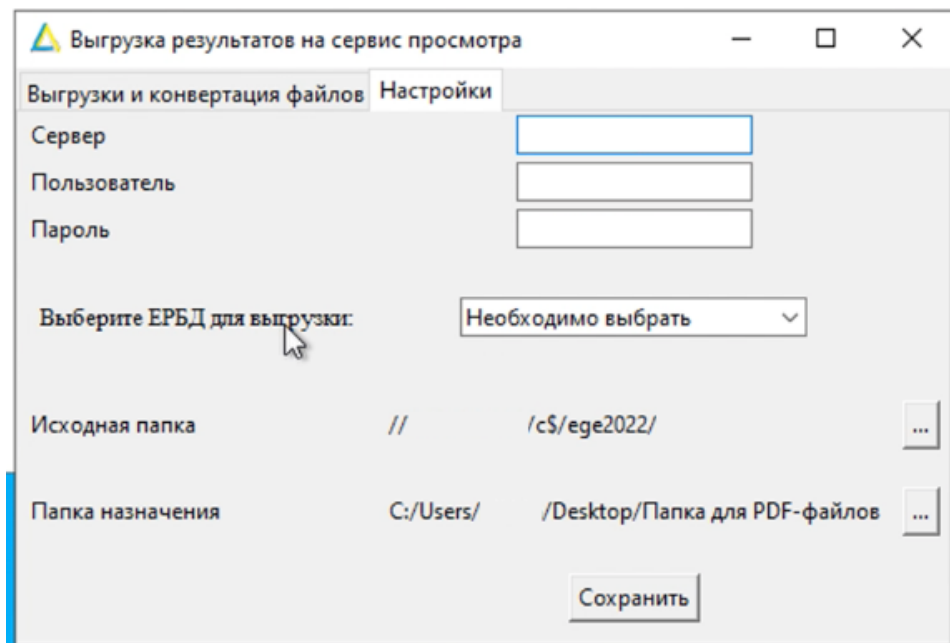 Выгрузка результатов на сервис просмотра
Выгрузки и конвертация файлов Настройки
Сервер
Пользователь
Пароль
Выберите ЕРБД для выгрузки: Необходимо выбрать
Исходная папка // /c$/ege2022/ ...
Папка назначения C:/Users/ /Desktop/Папка для PDF-файлов ...
Сохранить